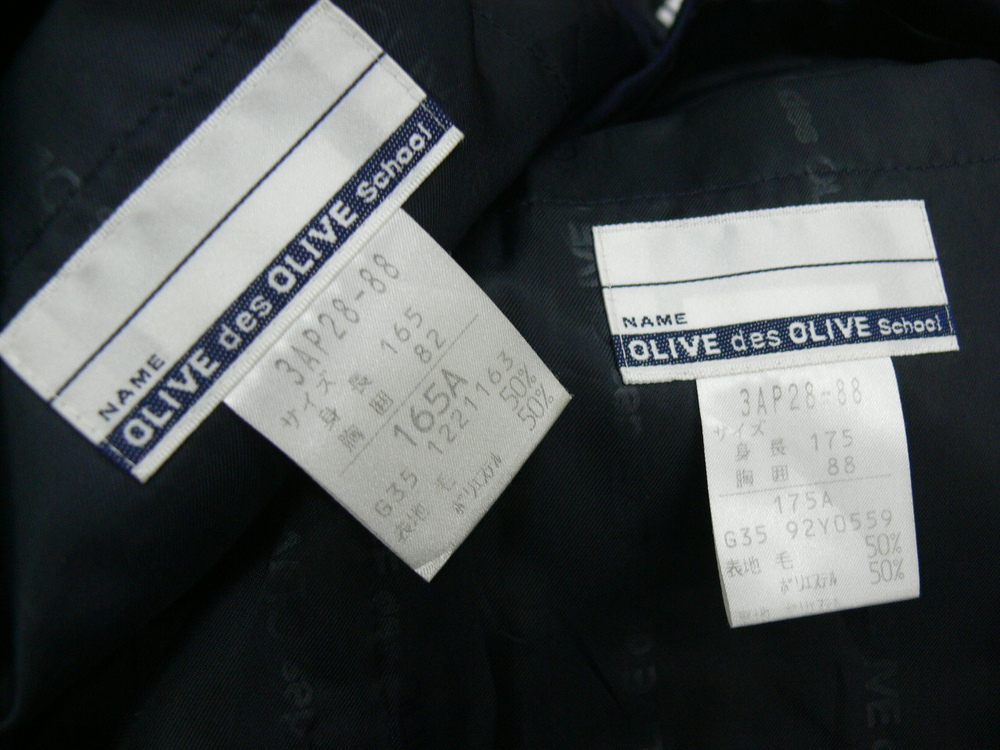 NAME
OLIVE des OLIVE School
3AP28-88
サイズ
身長 165
胸囲 82
165A
G35 12211163
表地 毛 50%
ポリエステル 50%
NAME
OLIVE des OLIVE School
3AP28-88
サイズ
身長 175
胸囲 88
175A
G35 92Y0559
表地 毛 50%
ポリエステル 50%